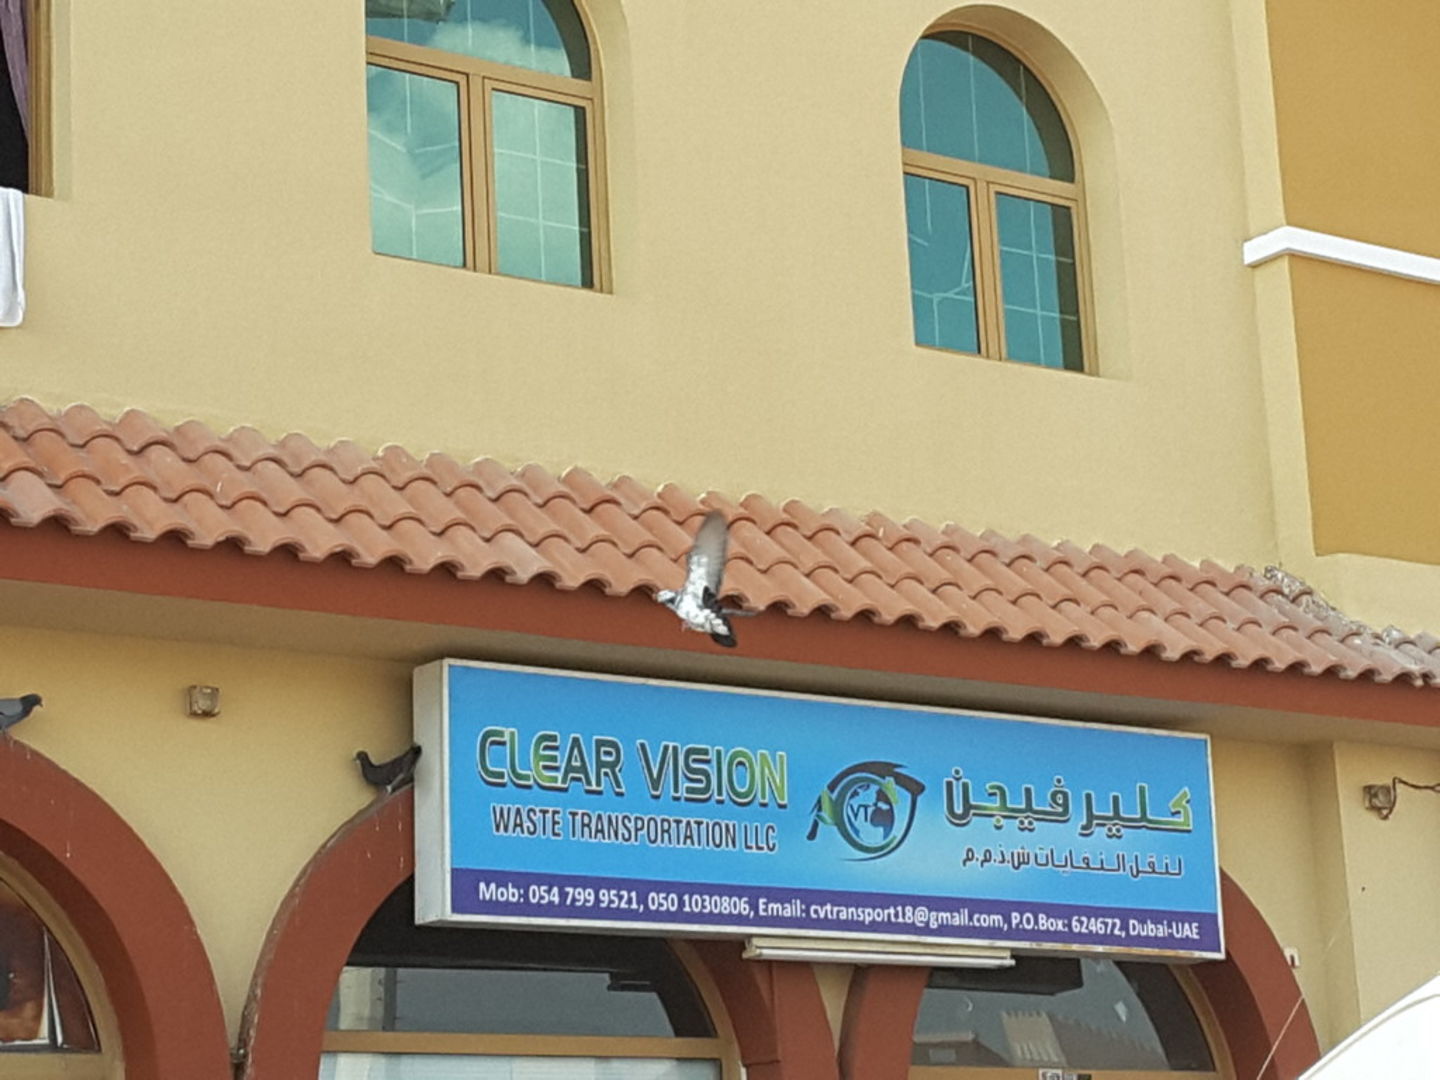 CLEAR VISION
WASTE TRANSPORTATION LLC
VT
كلير فيجن
لنقل النفايات ش.ذ.م.م
Mob: 054 799 9521, 050 1030806, Email: cvtransport18@gmail.com, P.O.Box: 624672, Dubai-UAE